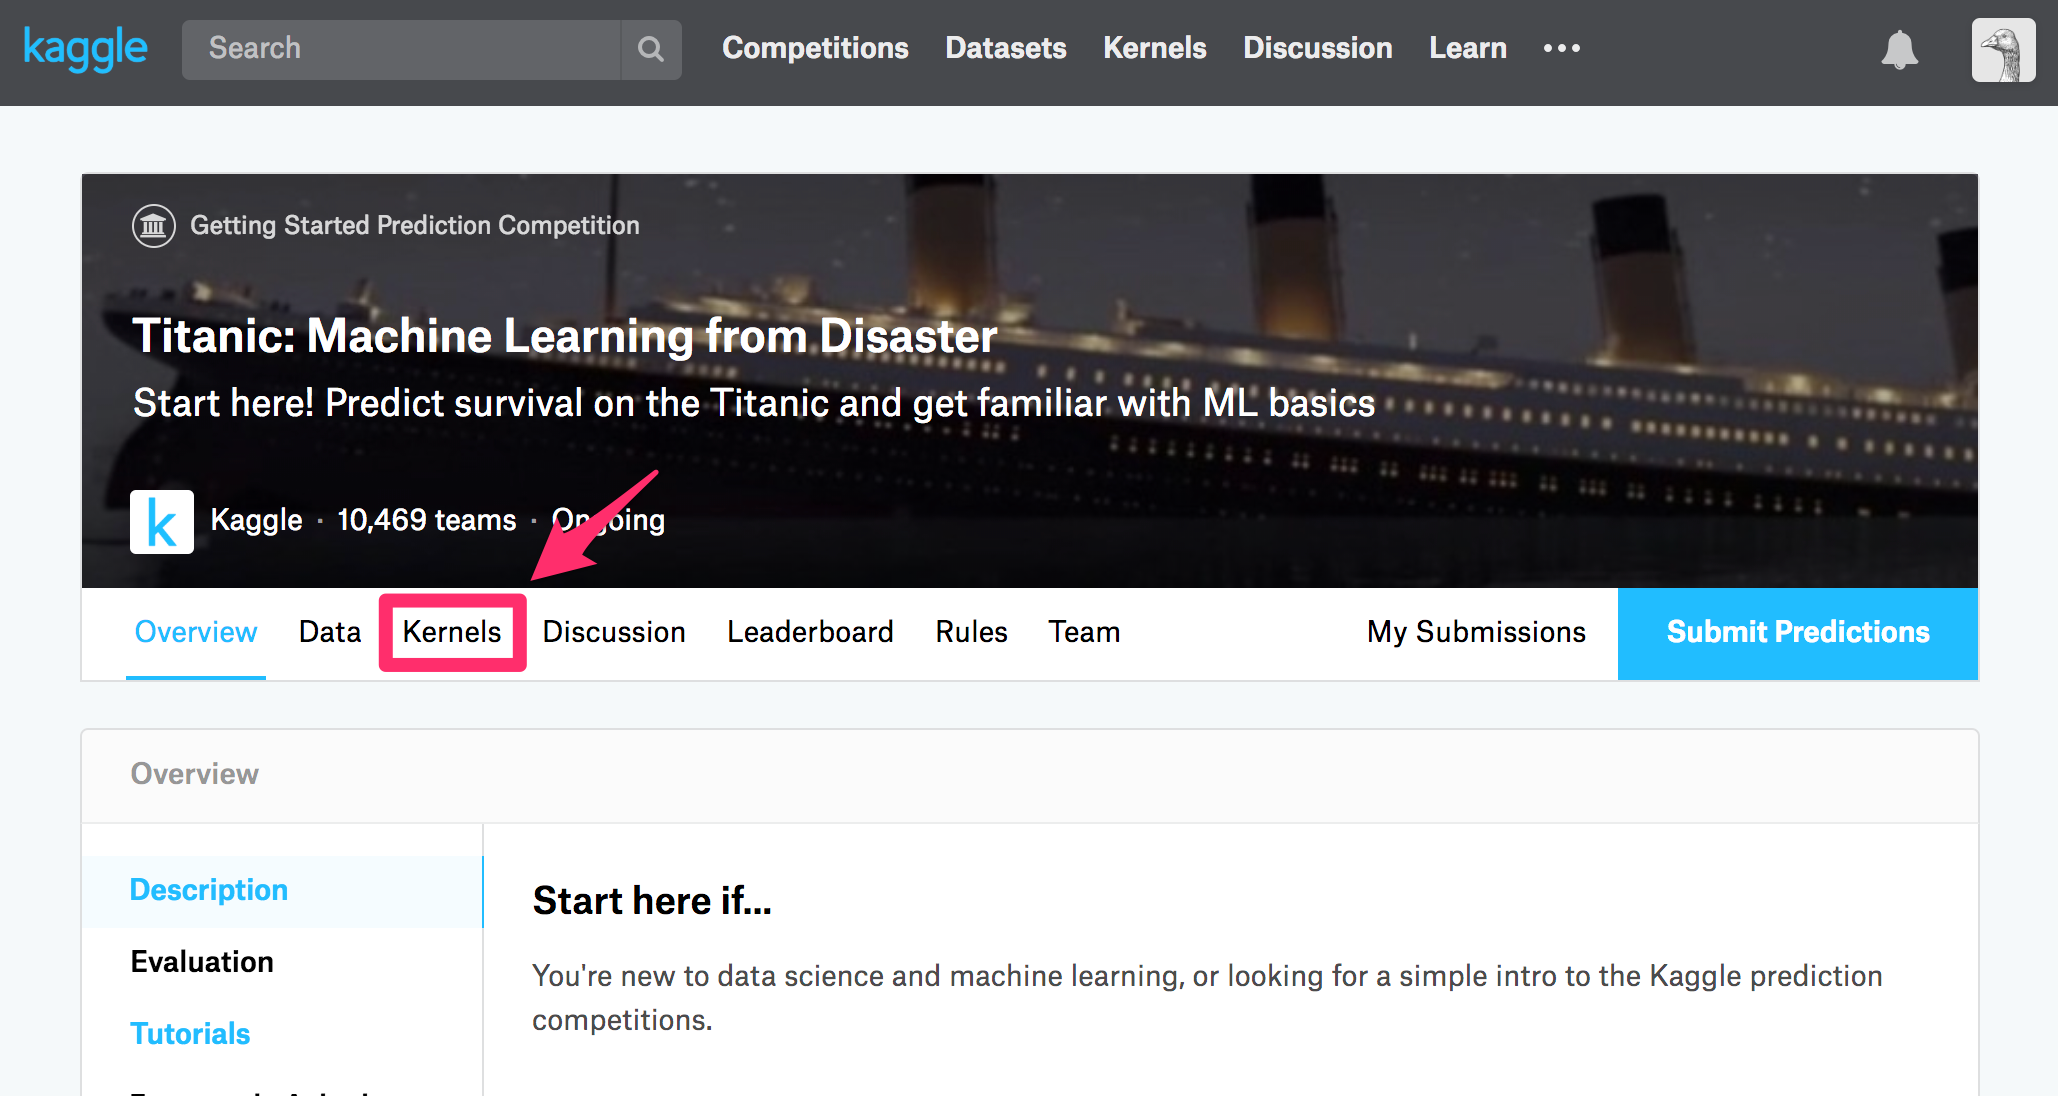 kaggle Search Competitions Datasets Kernels Discussion Learn •••
Getting Started Prediction Competition
Titanic: Machine Learning from Disaster
Start here! Predict survival on the Titanic and get familiar with ML basics
k Kaggle · 10,469 teams · Ongoing
Overview Data Kernels Discussion Leaderboard Rules Team My Submissions Submit Predictions
Overview
Description
Evaluation
Tutorials
Start here if...
You're new to data science and machine learning, or looking for a simple intro to the Kaggle prediction
competitions.